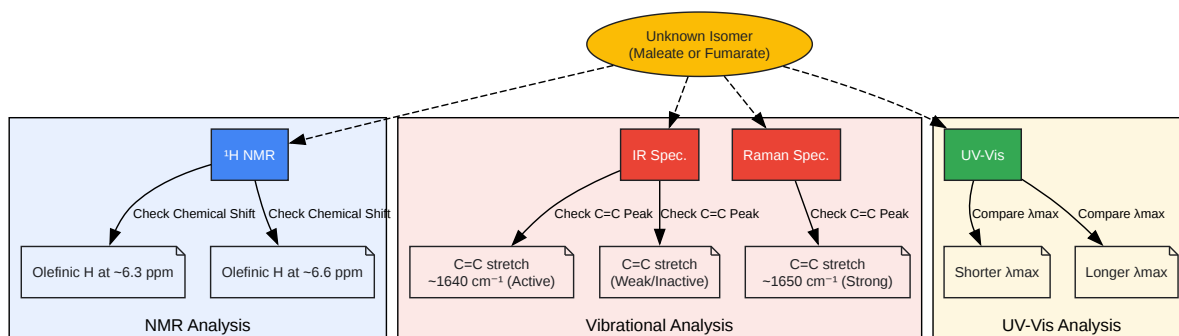 Unknown Isomer
(Maleate or Fumarate)
¹H NMR
IR Spec.
Raman Spec.
UV-Vis
Check Chemical Shift
Check Chemical Shift
Check C=C Peak
Check C=C Peak
Check C=C Peak
Compare λmax
Compare λmax
Olefinic H at ~6.3 ppm
Olefinic H at ~6.6 ppm
C=C stretch
~1640 cm⁻¹ (Active)
C=C stretch
(Weak/Inactive)
C=C stretch
~1650 cm⁻¹ (Strong)
Shorter λmax
Longer λmax
NMR Analysis
Vibrational Analysis
UV-Vis Analysis